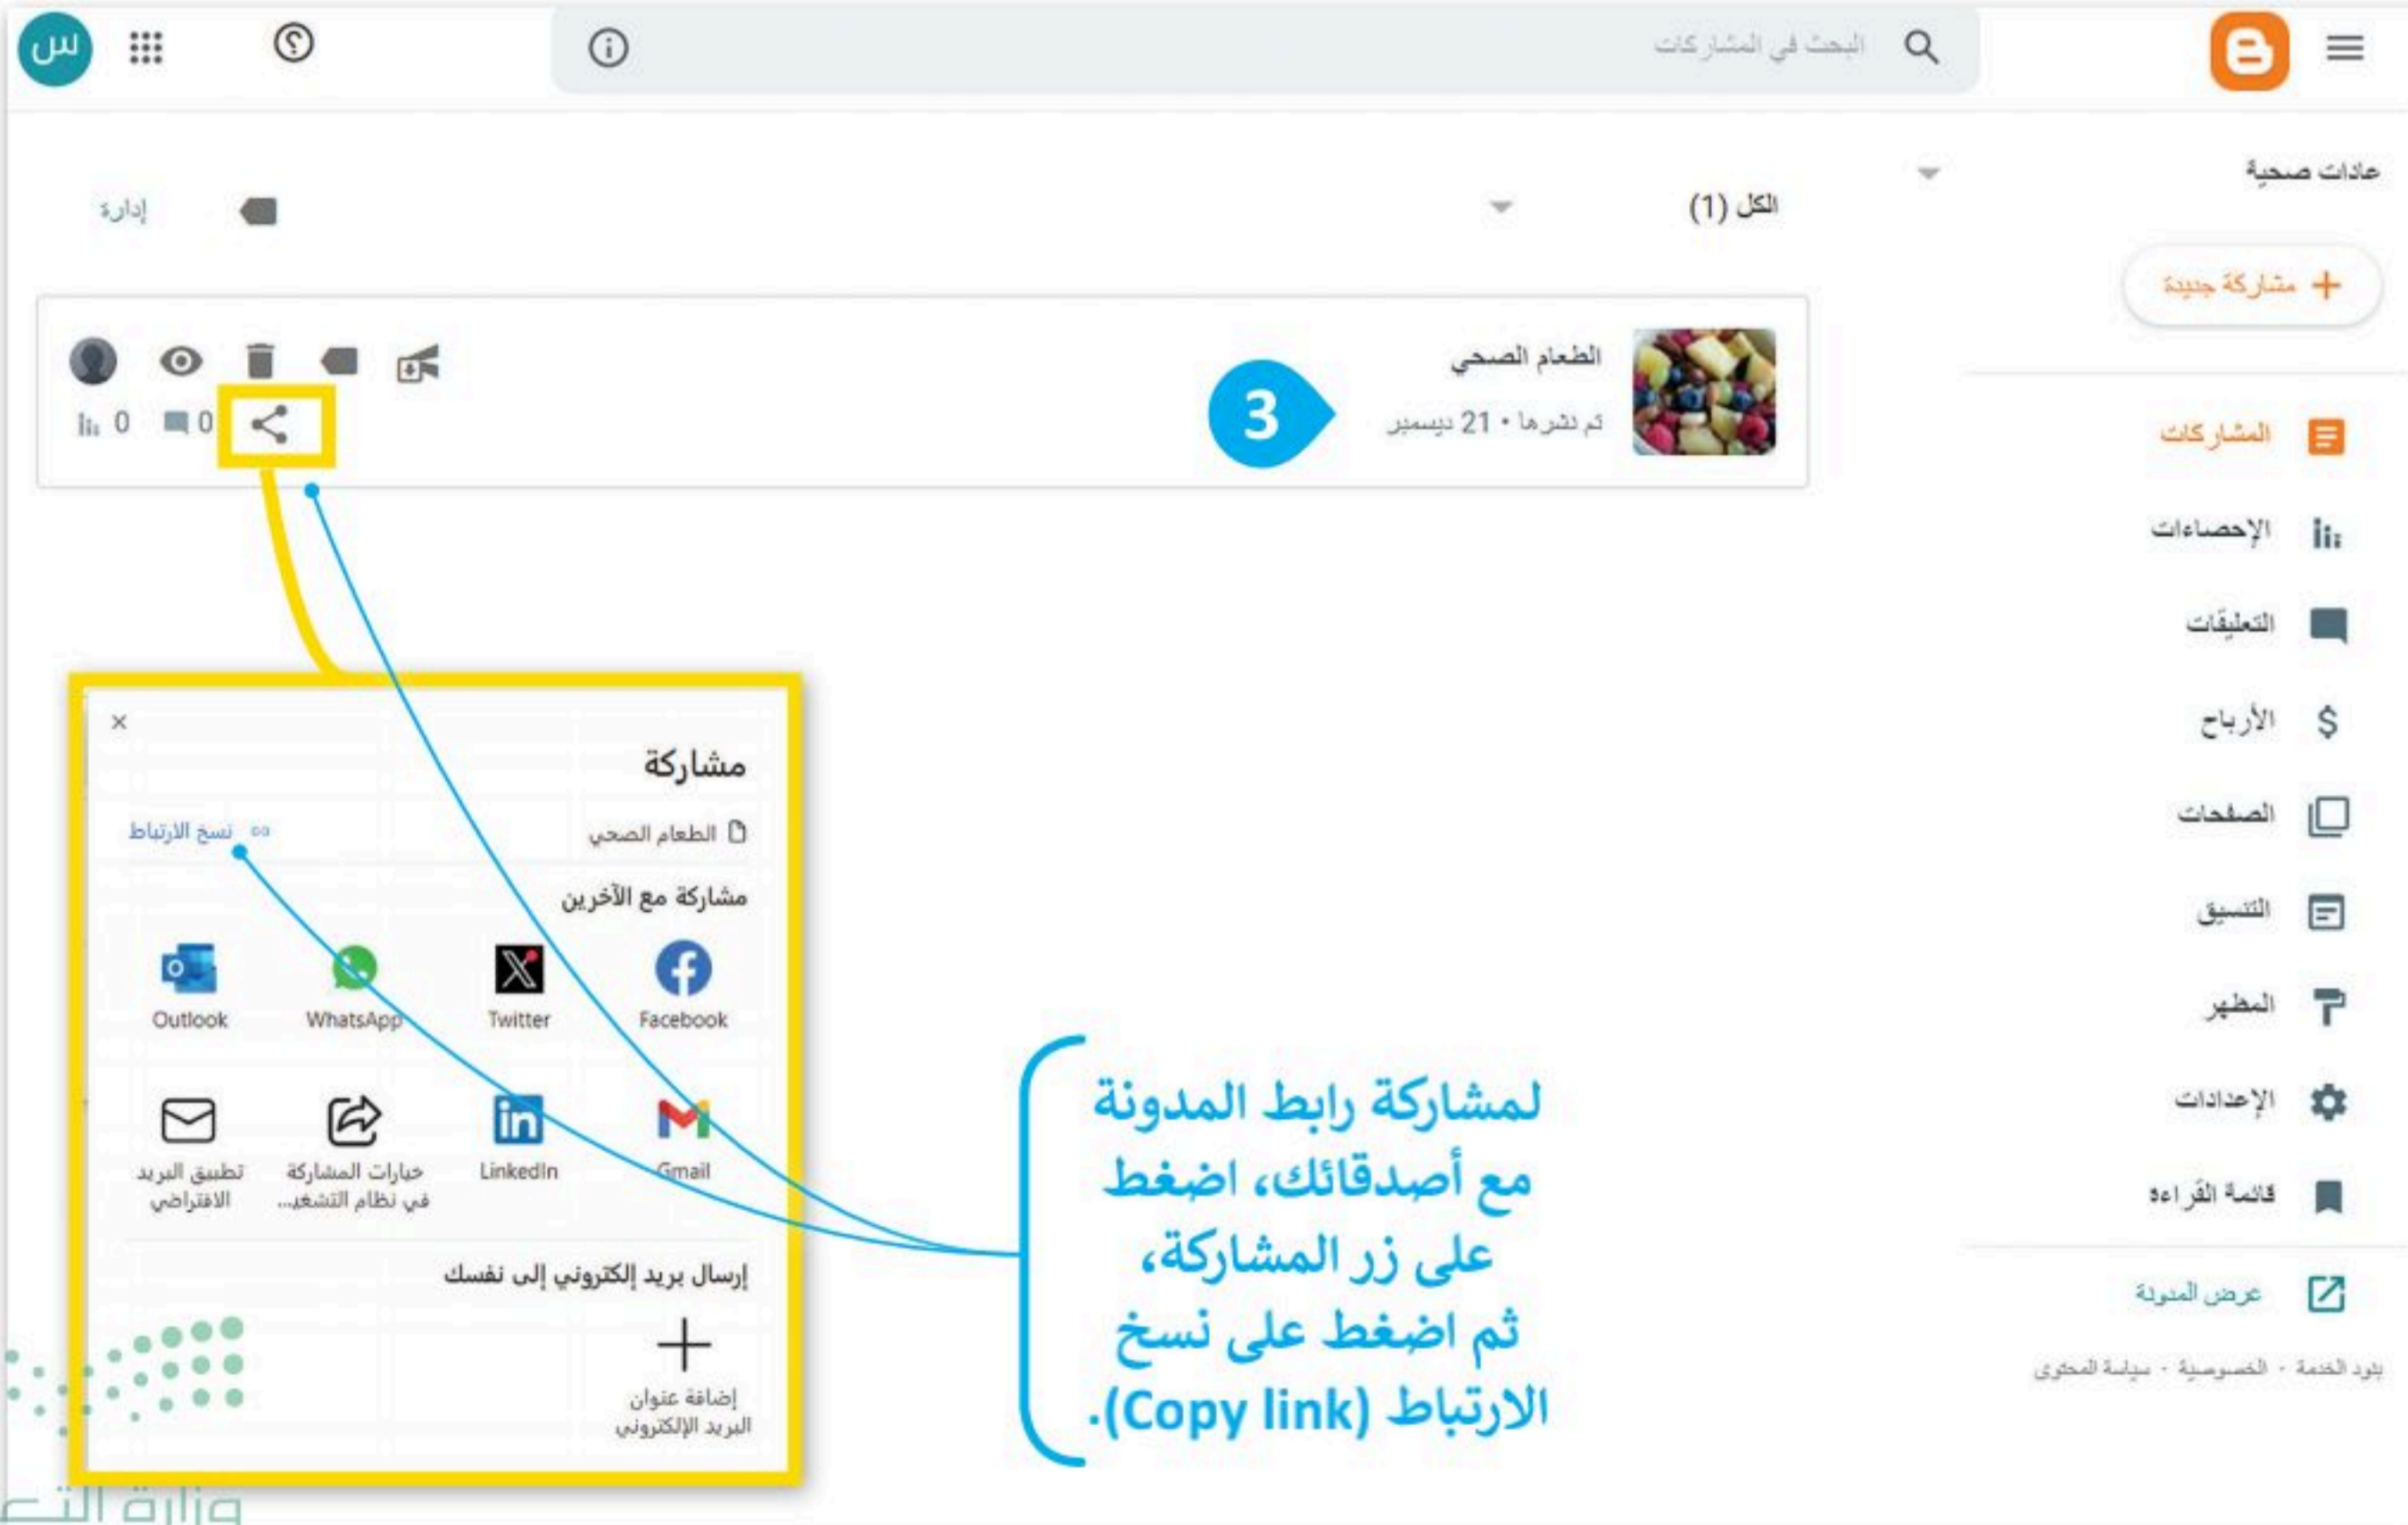 س
البحث في المشاركات
عادات صحية
+ مشاركة جديدة
المشاركات
الإحصاءات
التعليقات
$ الأرباح
الصفحات
التنسيق
المظهر
الإعدادات
قائمة القراءة
عرض المدونة
بنود الخدمة - الخصوصية - سياسة المحتوى
الكل (1)
إدارة
الطعام الصحي
تم نشرها • 21 ديسمبر
3
0
0
مشاركة
الطعام الصحي
نسخ الارتباط
مشاركة مع الآخرين
Facebook
Twitter
WhatsApp
Outlook
Gmail
LinkedIn
خيارات المشاركة
في نظام التشغيـ...
تطبيق البريد
الافتراضي
إرسال بريد إلكتروني إلى نفسك
إضافة عنوان
البريد الإلكتروني
لمشاركة رابط المدونة
مع أصدقائك، اضغط
على زر المشاركة،
ثم اضغط على نسخ
الارتباط (Copy link).
وزارة التع